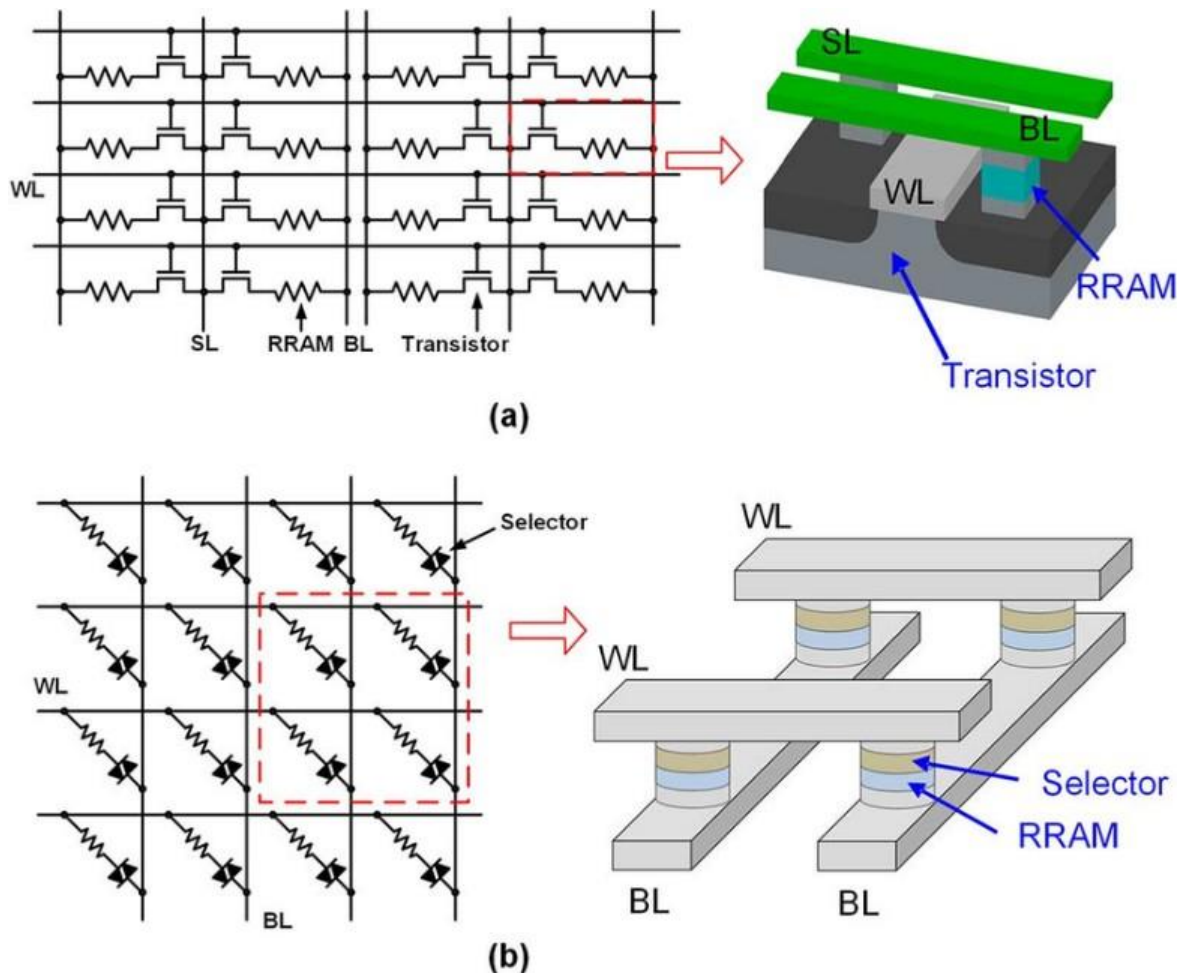 SL
BL
WL
WL
RRAM
SL
RRAM
BL
Transistor
Transistor
(a)
Selector
WL
WL
WL
Selector
RRAM
BL
BL
BL
(b)